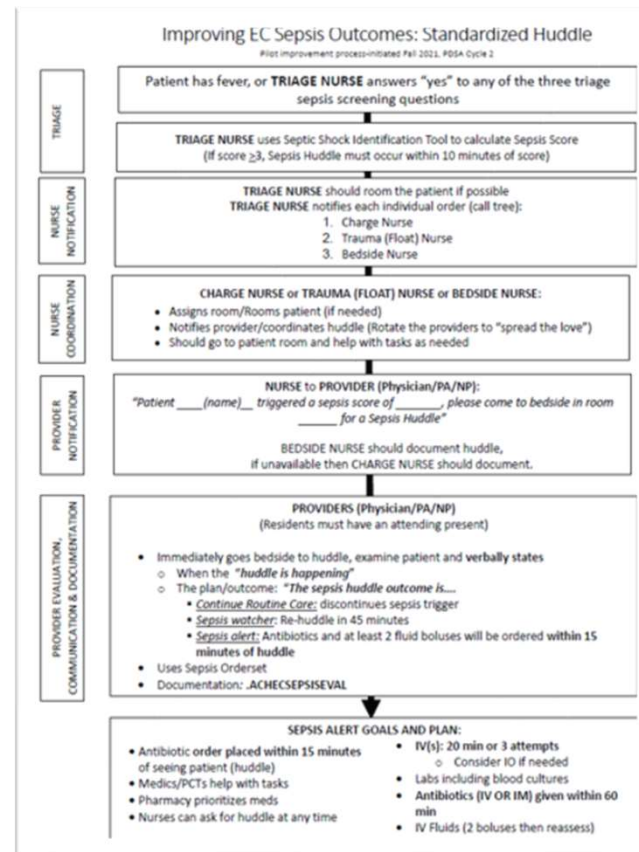 Improving EC Sepsis Outcomes: Standardized Huddle
Pilot improvement process-initiated Fall 2021, PDSA Cycle 2
TRIAGE
Patient has fever, or TRIAGE NURSE answers "yes" to any of the three triage
sepsis screening questions
TRIAGE NURSE uses Septic Shock Identification Tool to calculate Sepsis Score
(If score ≥3, Sepsis Huddle must occur within 10 minutes of score)
NURSE
NOTIFICATION
TRIAGE NURSE should room the patient if possible
TRIAGE NURSE notifies each individual order (call tree):
1. Charge Nurse
2. Trauma (Float) Nurse
3. Bedside Nurse
NURSE
COORDINATION
CHARGE NURSE or TRAUMA (FLOAT) NURSE or BEDSIDE NURSE:
• Assigns room/Rooms patient (if needed)
• Notifies provider/coordinates huddle (Rotate the providers to "spread the love")
• Should go to patient room and help with tasks as needed
PROVIDER
NOTIFICATION
NURSE to PROVIDER (Physician/PA/NP):
"Patient ____(name)__ triggered a sepsis score of _______, please come to bedside in room
______ for a Sepsis Huddle"
BEDSIDE NURSE should document huddle,
if unavailable then CHARGE NURSE should document.
PROVIDER EVALUATION,
COMMUNICATION & DOCUMENTATION
PROVIDERS (Physician/PA/NP)
(Residents must have an attending present)
• Immediately goes bedside to huddle, examine patient and verbally states
o When the "huddle is happening"
o The plan/outcome: "The sepsis huddle outcome is....
▪ Continue Routine Care: discontinues sepsis trigger
▪ Sepsis watcher: Re-huddle in 45 minutes
▪ Sepsis alert: Antibiotics and at least 2 fluid boluses will be ordered within 15
minutes of huddle
• Uses Sepsis Orderset
• Documentation: .ACHECSEPSISEVAL
SEPSIS ALERT GOALS AND PLAN:
• Antibiotic order placed within 15 minutes
of seeing patient (huddle)
• Medics/PCTs help with tasks
• Pharmacy prioritizes meds
• Nurses can ask for huddle at any time
• IV(s): 20 min or 3 attempts
o Consider IO if needed
• Labs including blood cultures
• Antibiotics (IV OR IM) given within 60
min
• IV Fluids (2 boluses then reassess)